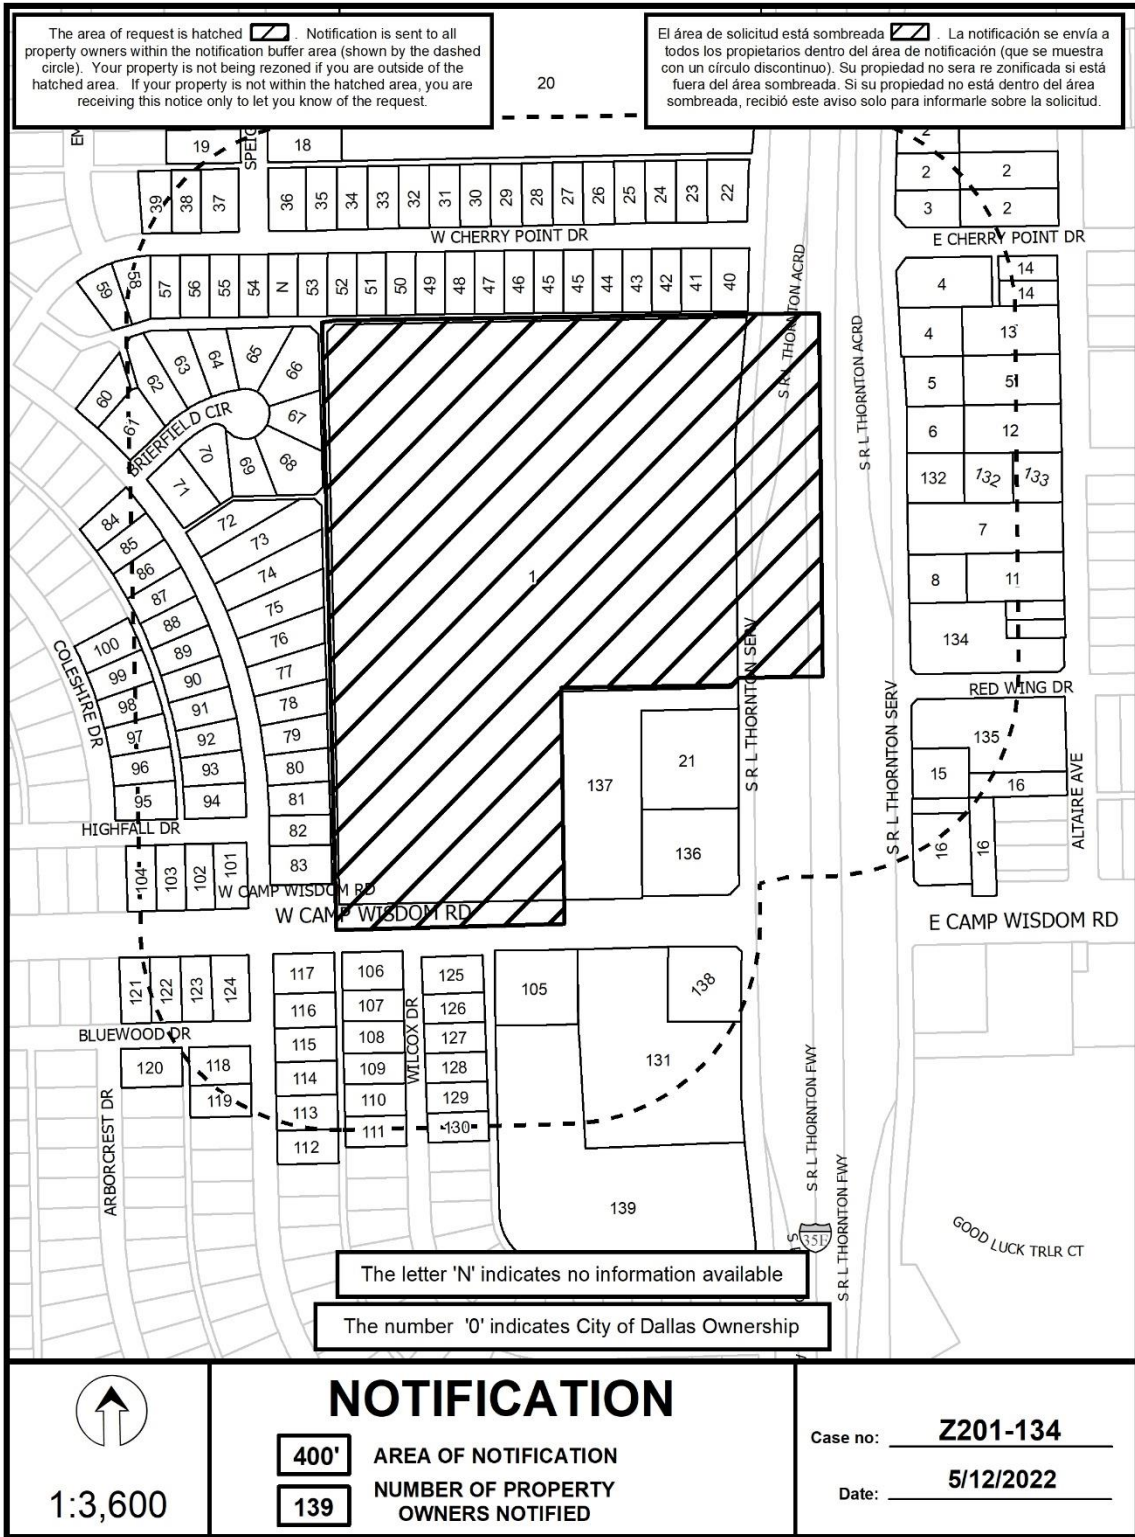 The area of request is hatched . Notification is sent to all
property owners within the notification buffer area (shown by the dashed
circle). Your property is not being rezoned if you are outside of the
hatched area. If your property is not within the hatched area, you are
receiving this notice only to let you know of the request.
El área de solicitud está sombreada . La notificación se envía a
todos los propietarios dentro del área de notificación (que se muestra
con un círculo discontinuo). Su propiedad no sera re zonificada si está
fuera del área sombreada. Si su propiedad no está dentro del área
sombreada, recibió este aviso solo para informarle sobre la solicitud.
20
19
18
2
2 2
3 2
39 38 37
36 35 34 33 32 31 30 29 28 27 26 25 24 23 22
W CHERRY POINT DR
E CHERRY POINT DR
59 58 57 56 55 54 N 53 52 51 50 49 48 47 46 45 45 44 43 42 41 40
S R L THORNTON ACRD
S R L THORNTON ACRD
4
14
14
4 13
5 5
6 12
132 132 133
7
8 11
134
RED WING DR
135
15
16
16 16
ALTAIRE AVE
60 61 62 63 64 65 66
67
68
69
70
71
BRIERFIELD CIR
72
73
74
75
76
77
78
79
80
81
82
83
84
85
86
87
88
89
90
91
92
93
94
100
99
98
97
96
95
COLESHIRE DR
HIGHFALL DR
104 103 102 101
1
137
21
136
S R L THORNTON SERV
S R L THORNTON SERV
W CAMP WISDOM RD
W CAMP WISDOM RD
E CAMP WISDOM RD
121 122 123 124
BLUEWOOD DR
120
118
119
ARBORCREST DR
117
116
115
114
113
112
106
107
108
109
110
111
WILCOX DR
125
126
127
128
129
130
105
138
131
139
S R L THORNTON FWY
S R L THORNTON FWY
35E
GOOD LUCK TRLR CT
The letter 'N' indicates no information available
The number '0' indicates City of Dallas Ownership
1:3,600
NOTIFICATION
400' AREA OF NOTIFICATION
139 NUMBER OF PROPERTY
OWNERS NOTIFIED
Case no: Z201-134
Date: 5/12/2022